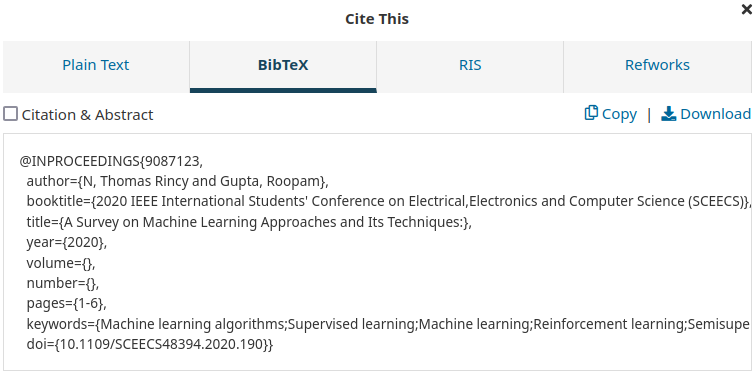 Cite This
Plain Text
BibTeX
RIS
Refworks
Citation & Abstract
Copy | Download
@INPROCEEDINGS{9087123,
author={N, Thomas Rincy and Gupta, Roopam},
booktitle={2020 IEEE International Students' Conference on Electrical,Electronics and Computer Science (SCEECS)},
title={A Survey on Machine Learning Approaches and Its Techniques:},
year={2020},
volume={},
number={},
pages={1-6},
keywords={Machine learning algorithms;Supervised learning;Machine learning;Reinforcement learning;Semisupe
doi={10.1109/SCEECS48394.2020.190}}